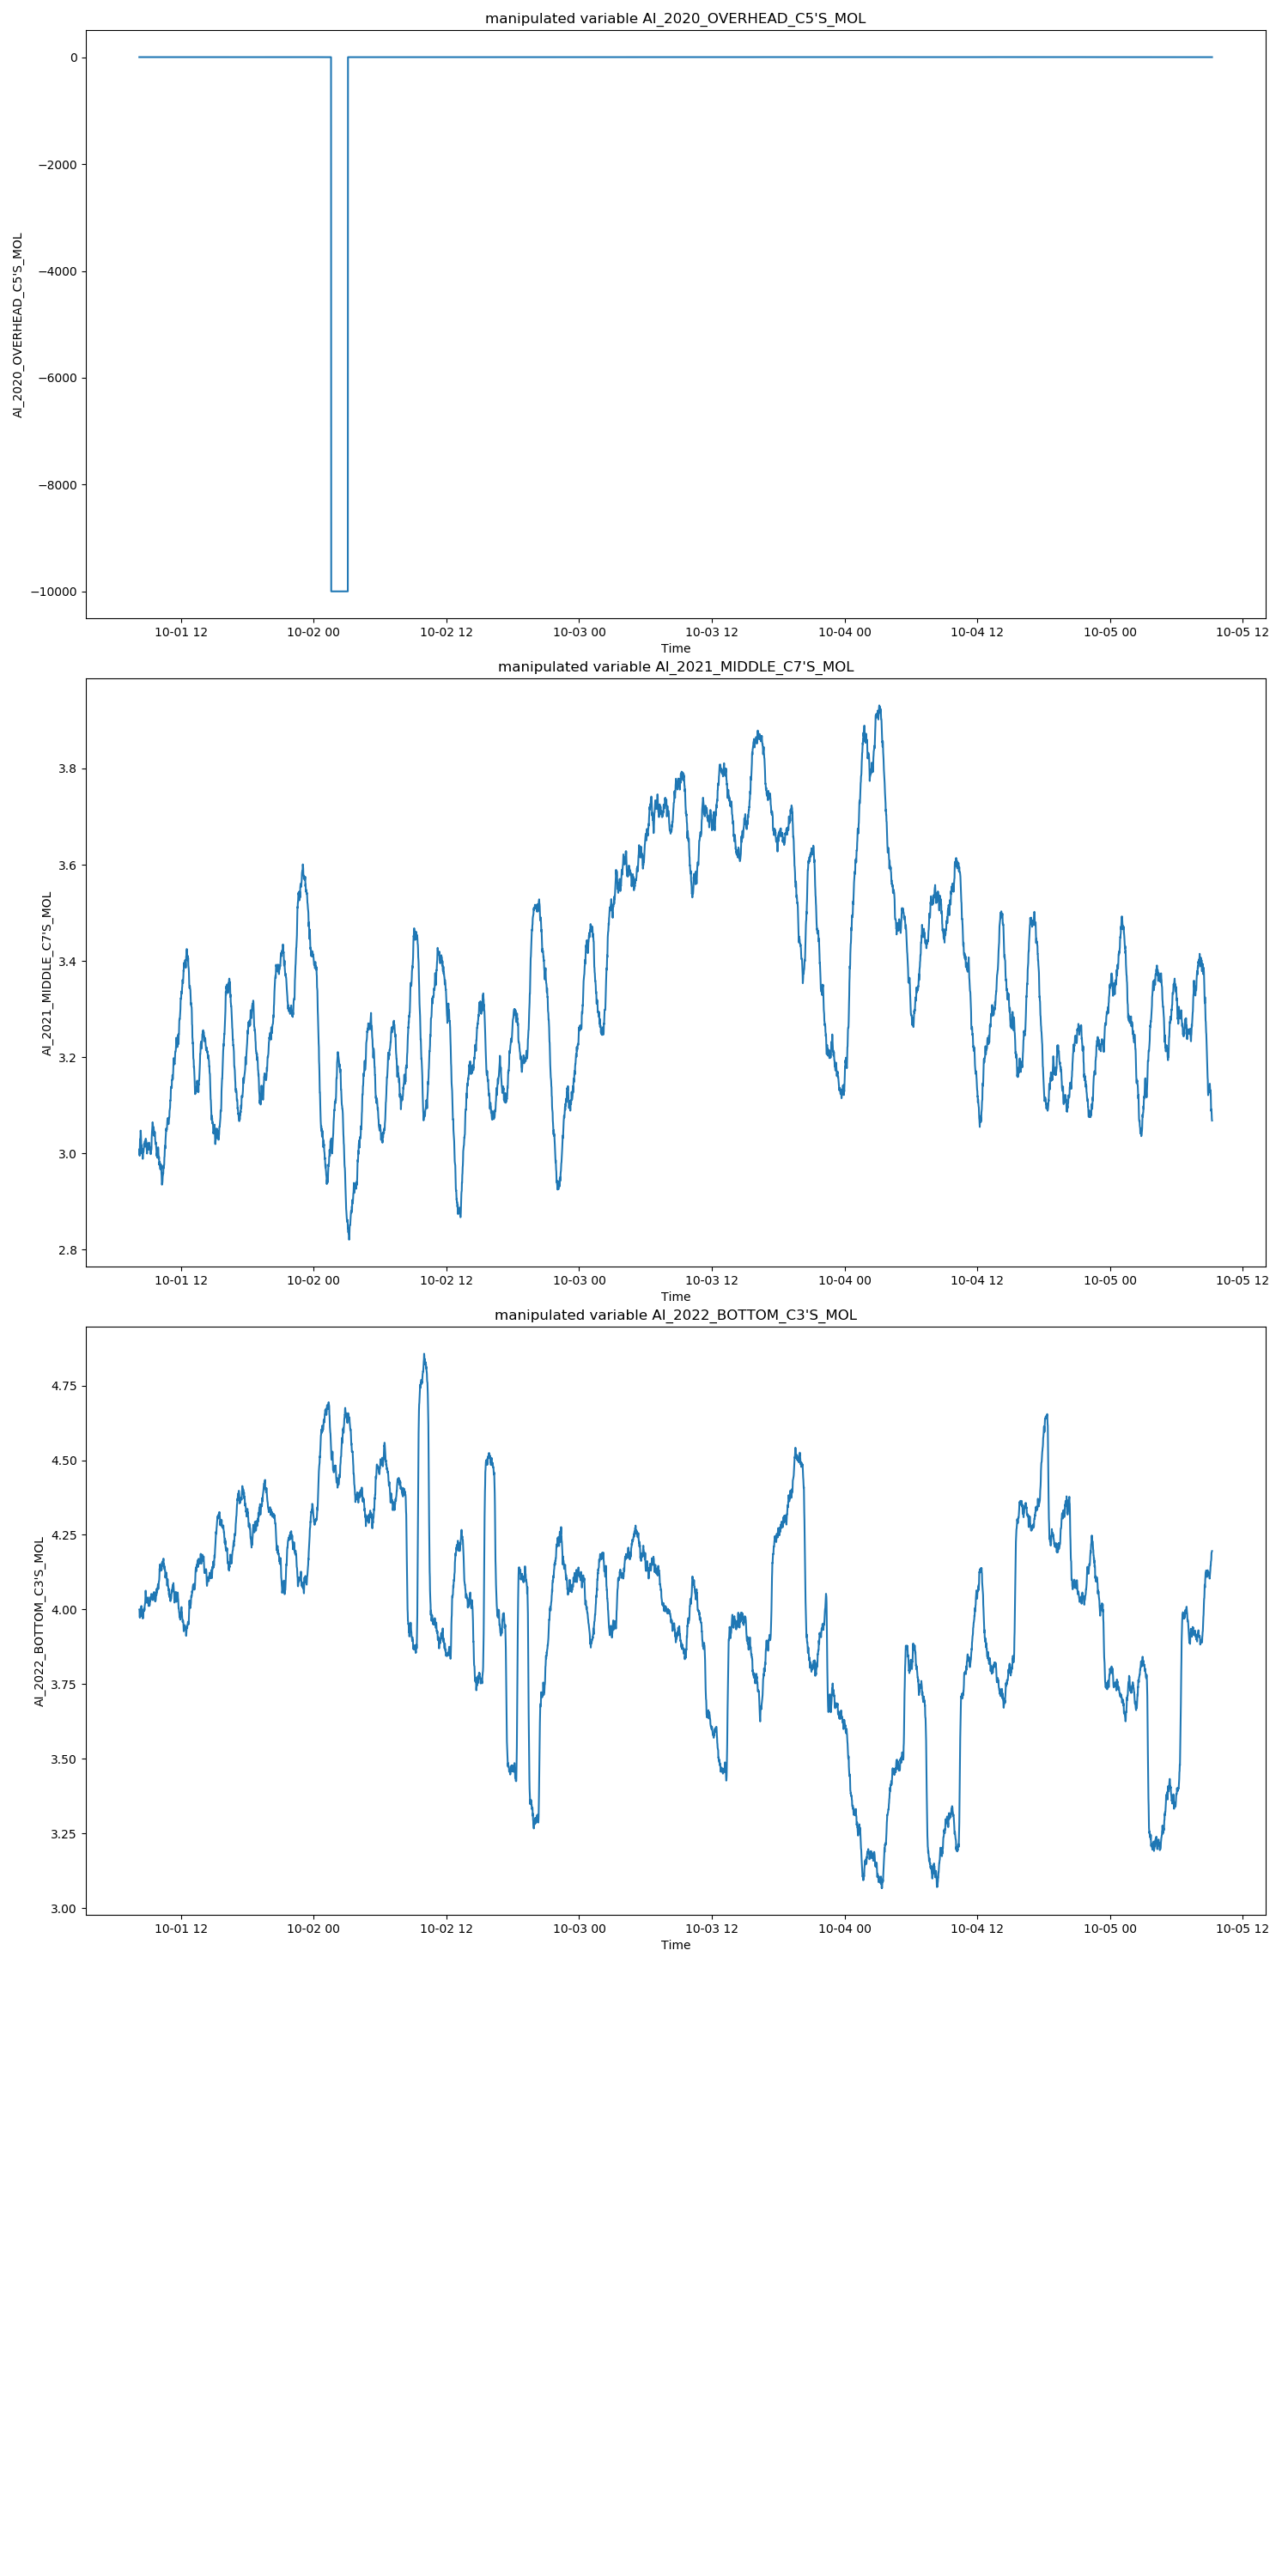 manipulated variable AI_2020_OVERHEAD_C5'S_MOL
AI_2020_OVERHEAD_C5'S_MOL
0
−2000
−4000
−6000
−8000
−10000
10-01 12 10-02 00 10-02 12 10-03 00 10-03 12 10-04 00 10-04 12 10-05 00 10-05 12
Time
manipulated variable AI_2021_MIDDLE_C7'S_MOL
AI_2021_MIDDLE_C7'S_MOL
3.8
3.6
3.4
3.2
3.0
2.8
10-01 12 10-02 00 10-02 12 10-03 00 10-03 12 10-04 00 10-04 12 10-05 00 10-05 12
Time
manipulated variable AI_2022_BOTTOM_C3'S_MOL
AI_2022_BOTTOM_C3'S_MOL
4.75
4.50
4.25
4.00
3.75
3.50
3.25
3.00
10-01 12 10-02 00 10-02 12 10-03 00 10-03 12 10-04 00 10-04 12 10-05 00 10-05 12
Time